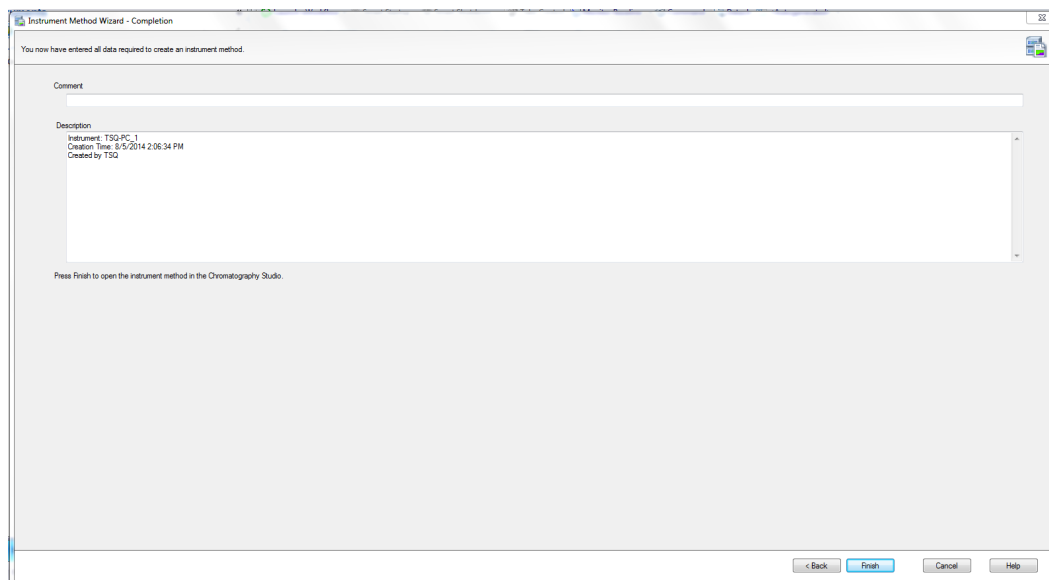 Instrument Method Wizard - Completion
You now have entered all data required to create an instrument method.
Comment
Description
Instrument: TSQ-PC_1
Creation Time: 8/5/2014 2:06:34 PM
Created by TSQ
Press Finish to open the instrument method in the Chromatography Studio.
< Back Finish Cancel Help